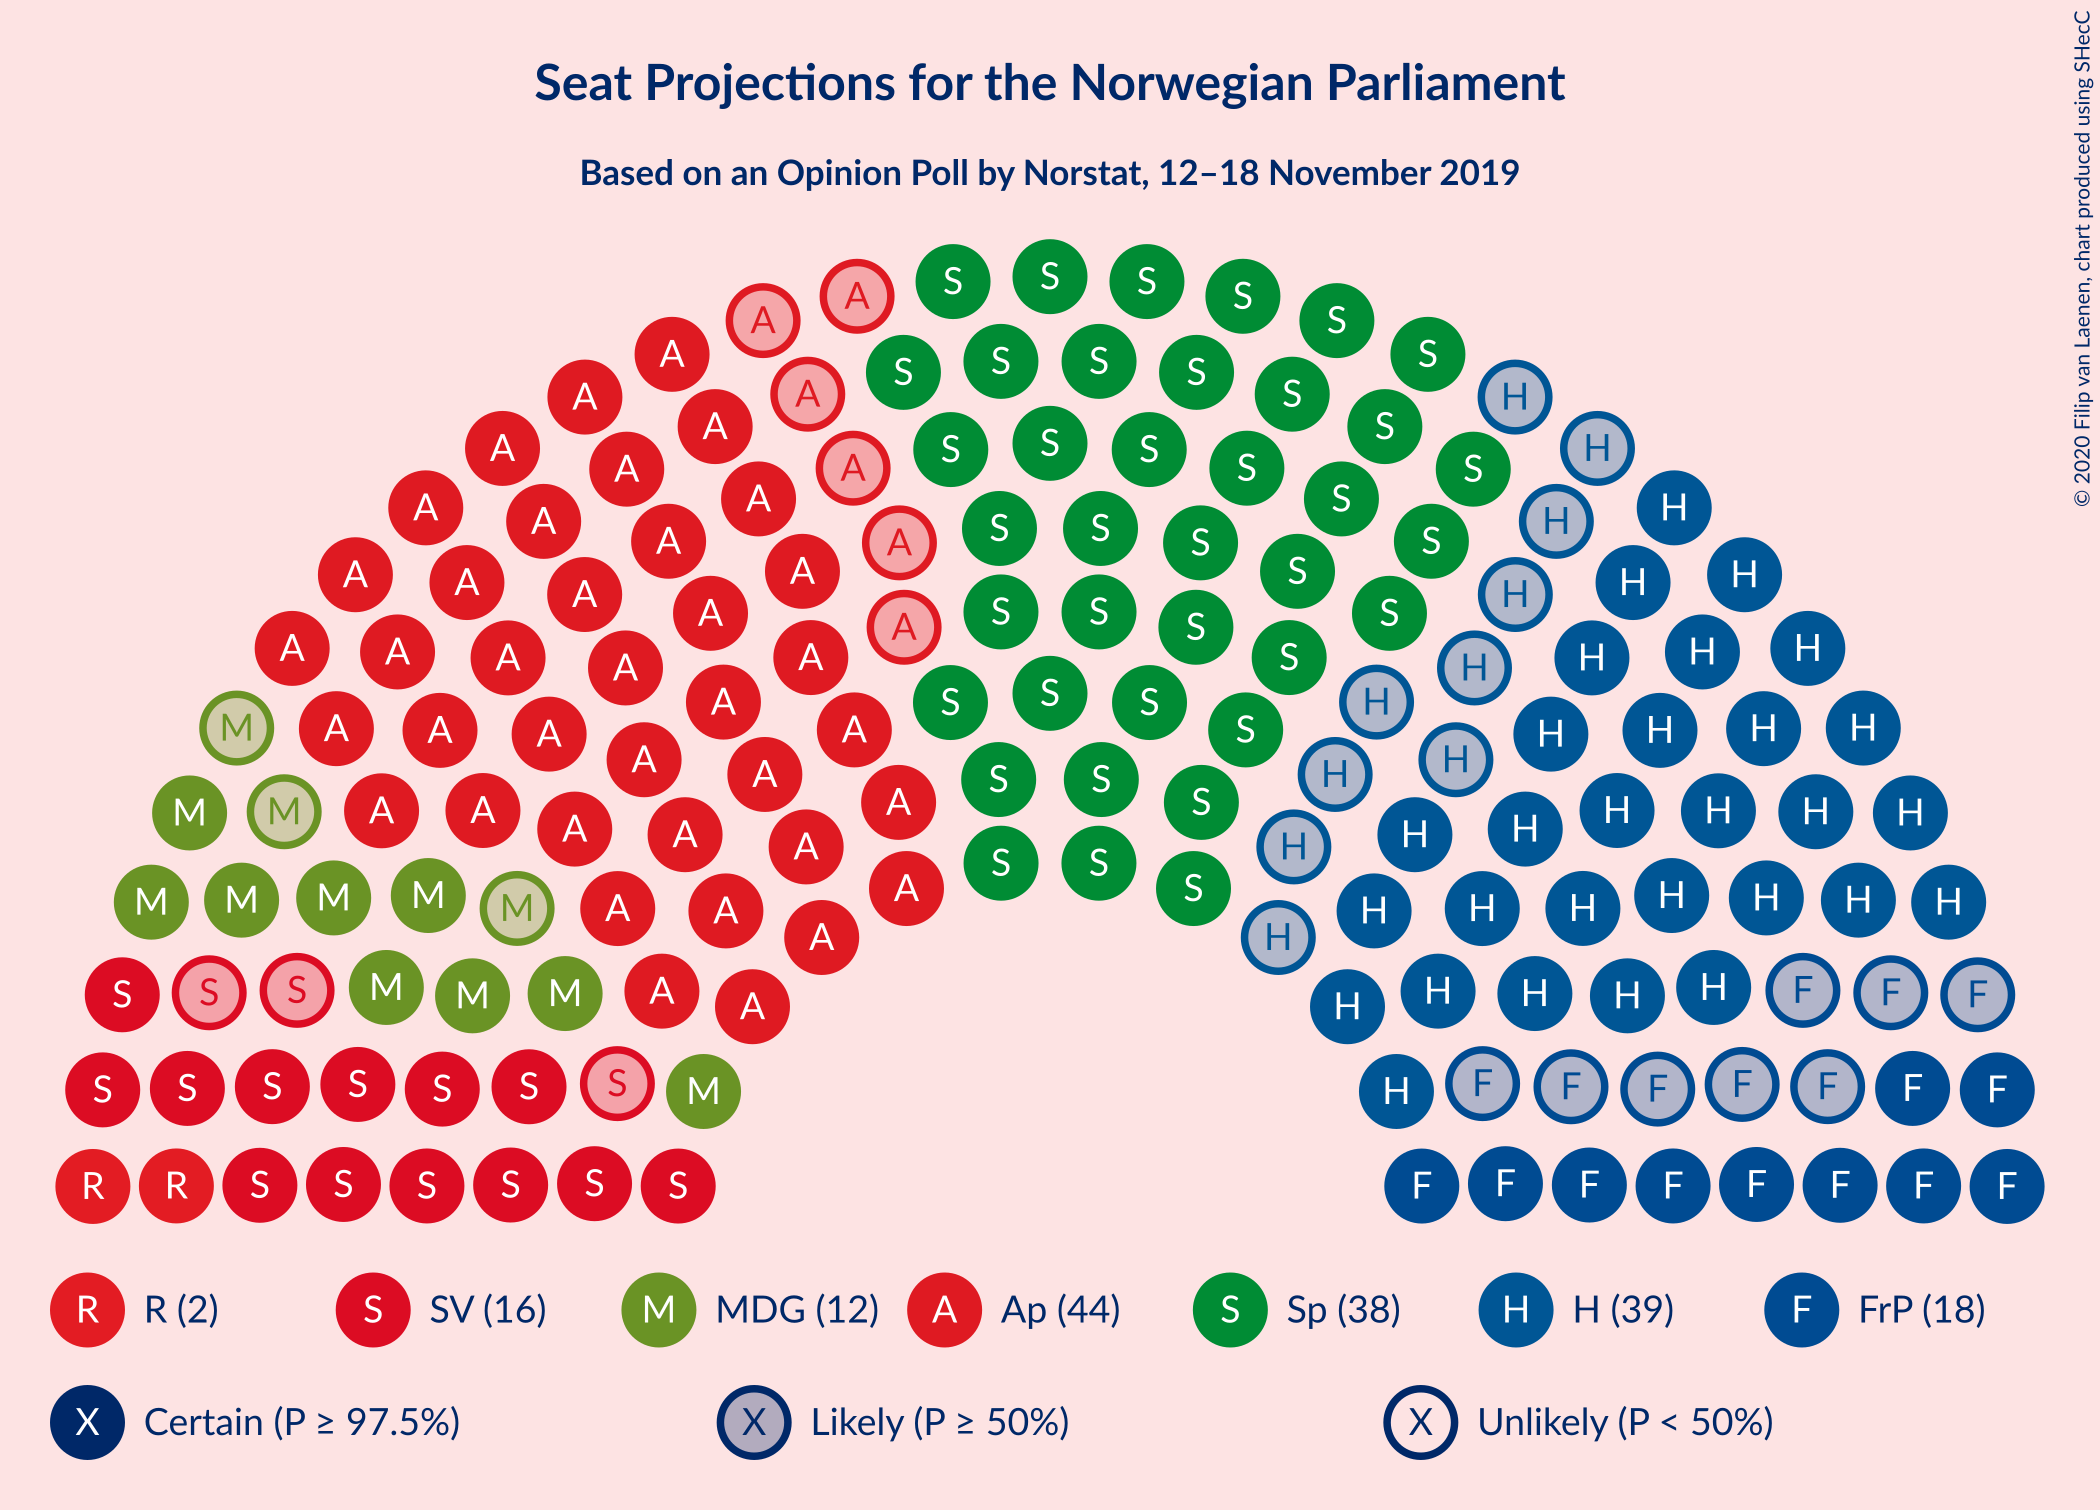 Seat Projections for the Norwegian Parliament
Based on an Opinion Poll by Norstat, 12–18 November 2019
© 2020 Filip van Laenen, chart produced using SHecC
A A S S S S S S H H
A A A A A S S S S S S S H H
A A A A A A S S S S S S H H H
A A A A A A S S S S S H H H H
A A A A A A S S S S H H H H H
M A A A A A A S S S S H H H H H H
M M A A A A A A S S S H H H H H H H
M M M M M A A A A S S S H H H H H H H H
S S S M M M A A H H H H H F F F
S S S S S S S M H F F F F F F F
R R S S S S S S F F F F F F F F
R R (2) S SV (16) M MDG (12) A Ap (44) S Sp (38) H H (39) F FrP (18)
X Certain (P ≥ 97.5%) X Likely (P ≥ 50%) X Unlikely (P < 50%)